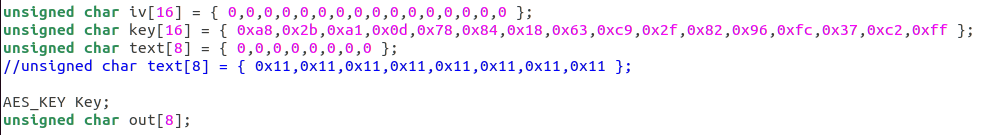 unsigned char iv[16] = { 0,0,0,0,0,0,0,0,0,0,0,0,0,0,0,0 };
unsigned char key[16] = { 0xa8,0x2b,0xa1,0x0d,0x78,0x84,0x18,0x63,0xc9,0x2f,0x82,0x96,0xfc,0x37,0xc2,0xff };
unsigned char text[8] = { 0,0,0,0,0,0,0,0 };
//unsigned char text[8] = { 0x11,0x11,0x11,0x11,0x11,0x11,0x11,0x11 };
AES_KEY Key;
unsigned char out[8];